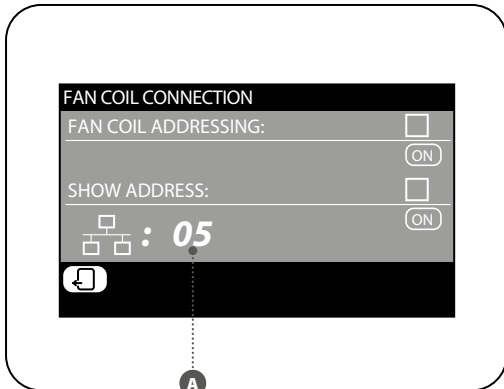 FAN COIL CONNECTION
FAN COIL ADDRESSING:
ON
SHOW ADDRESS:
ON
: 05
A